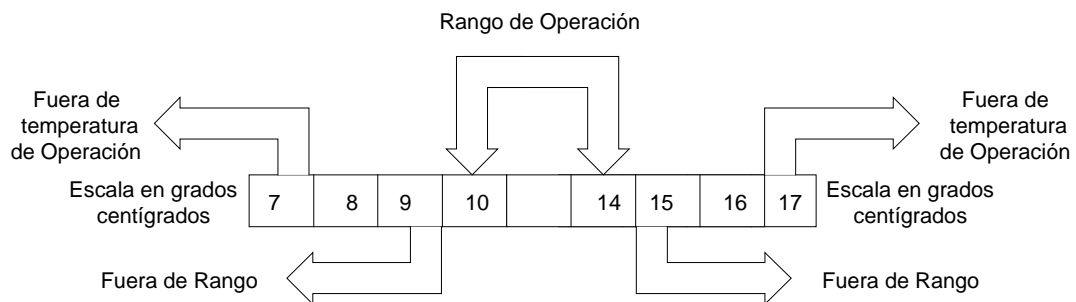 Rango de Operación
Fuera de
temperatura
de Operación
Fuera de
temperatura
de Operación
Escala en grados
centígrados
7 8 9 10 14 15 16 17
Escala en grados
centígrados
Fuera de Rango
Fuera de Rango